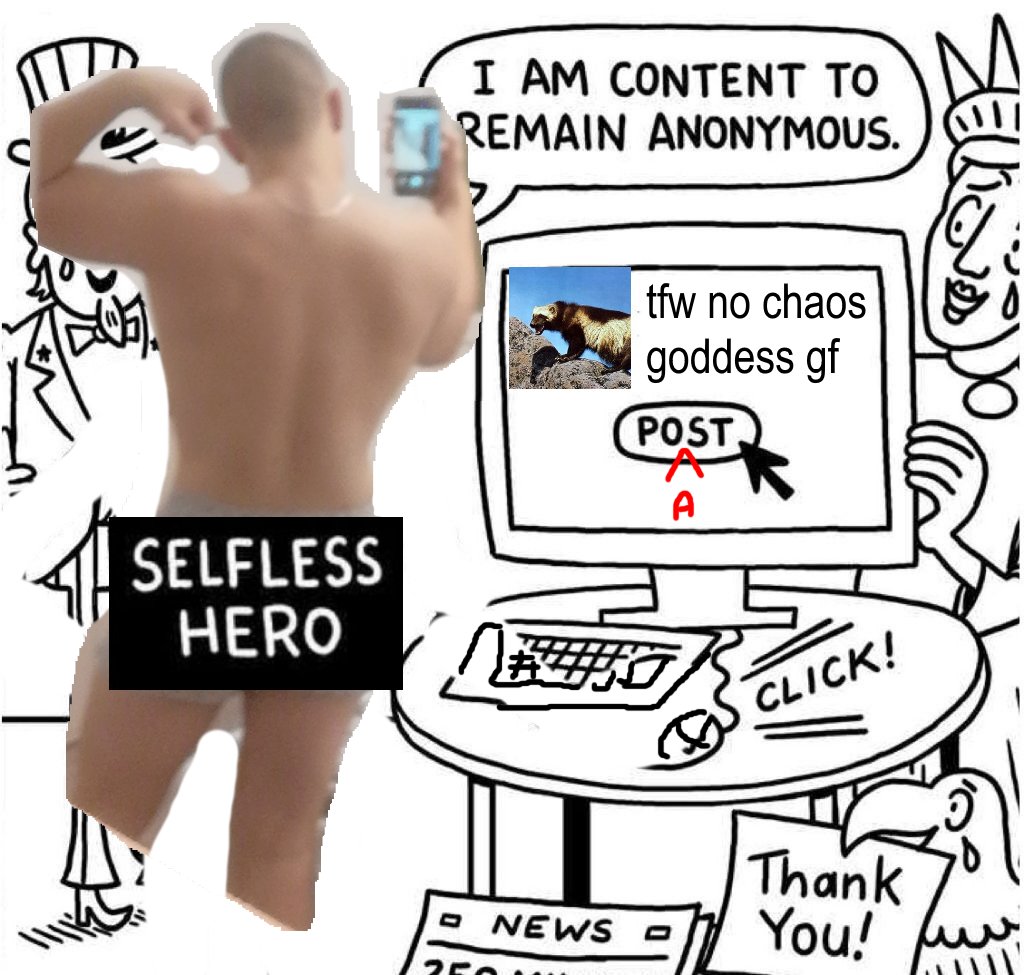 I AM CONTENT TO
REMAIN ANONYMOUS.
tfw no chaos
goddess gf
POST
A
SELFLESS
HERO
CLICK!
Thank
You!
NEWS